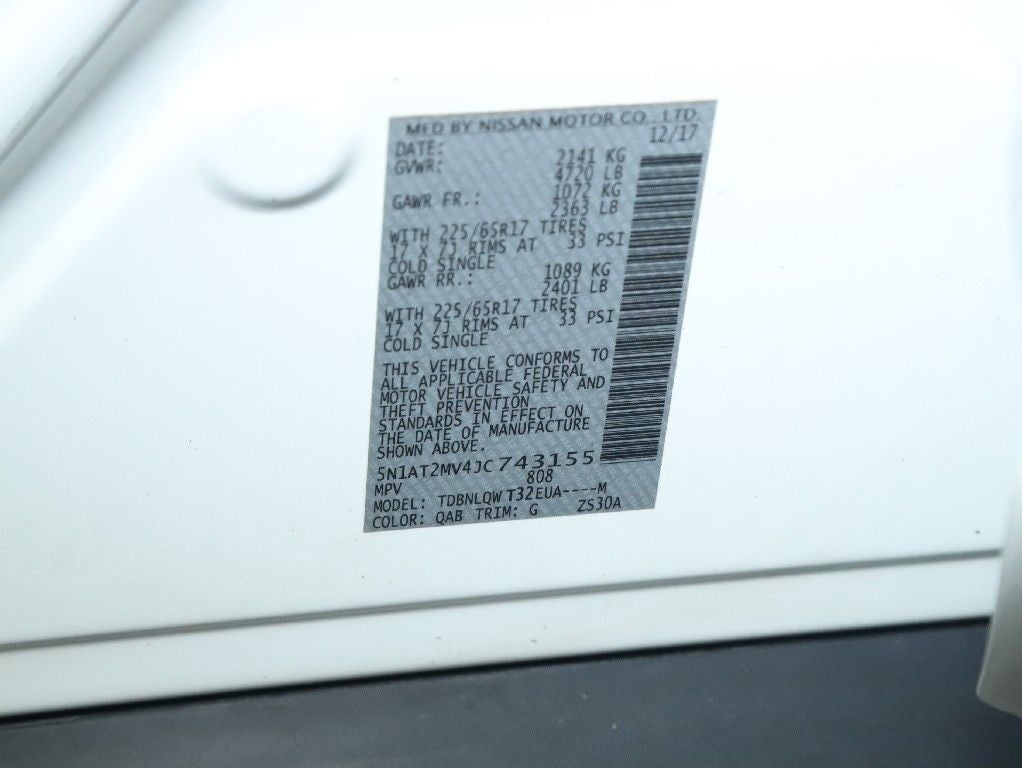 MFD BY NISSAN MOTOR CO., LTD.
DATE: 12/17
GVWR: 2141 KG
4720 LB
GAWR FR.: 1072 KG
2363 LB
WITH 225/65R17 TIRES
17 X 7J RIMS AT 33 PSI
COLD SINGLE
GAWR RR.: 1089 KG
2401 LB
WITH 225/65R17 TIRES
17 X 7J RIMS AT 33 PSI
COLD SINGLE
THIS VEHICLE CONFORMS TO
ALL APPLICABLE FEDERAL
MOTOR VEHICLE SAFETY AND
THEFT PREVENTION
STANDARDS IN EFFECT ON
THE DATE OF MANUFACTURE
SHOWN ABOVE.
5N1AT2MV4JC743155
MPV 808
MODEL: TDBNLQWT32EUA----M
COLOR: QAB TRIM: G ZS30A